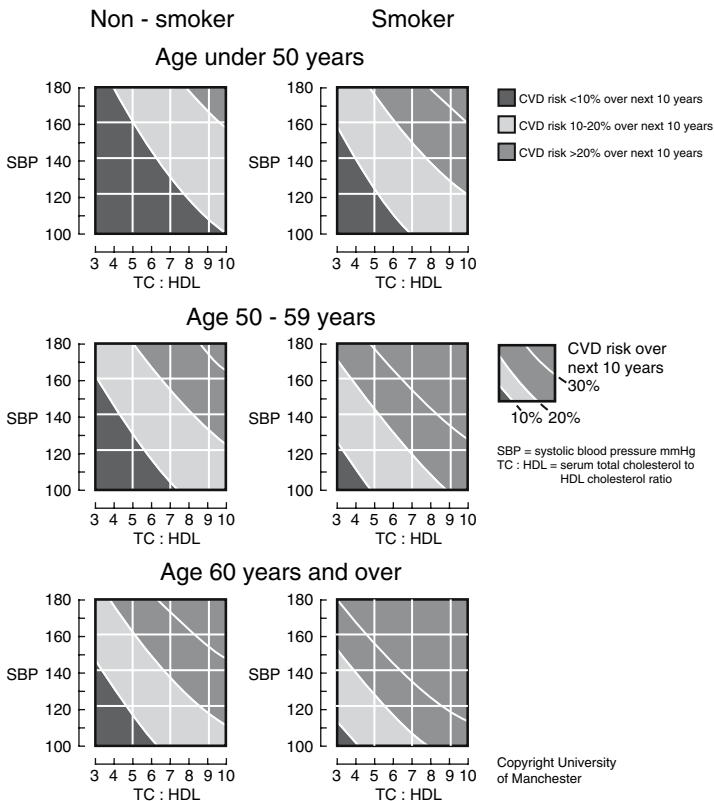 Non - smoker Smoker
Age under 50 years
180
160
SBP 140
120
100
3 4 5 6 7 8 9 10
TC : HDL
180
160
SBP 140
120
100
3 4 5 6 7 8 9 10
TC : HDL
CVD risk <10% over next 10 years
CVD risk 10-20% over next 10 years
CVD risk >20% over next 10 years
Age 50 - 59 years
180
160
SBP 140
120
100
3 4 5 6 7 8 9 10
TC : HDL
180
160
SBP 140
120
100
3 4 5 6 7 8 9 10
TC : HDL
CVD risk over
next 10 years
30%
10% 20%
SBP = systolic blood pressure mmHg
TC : HDL = serum total cholesterol to
HDL cholesterol ratio
Age 60 years and over
180
160
SBP 140
120
100
3 4 5 6 7 8 9 10
TC : HDL
180
160
SBP 140
120
100
3 4 5 6 7 8 9 10
TC : HDL
Copyright University
of Manchester